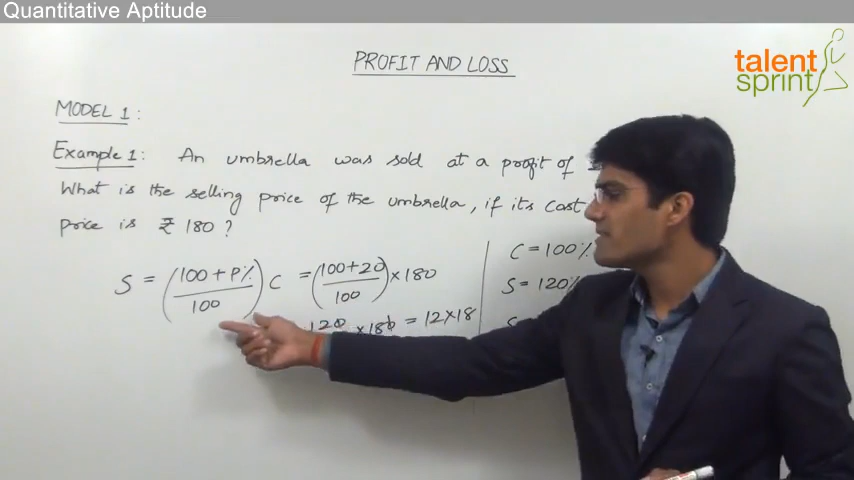 Quantitative Aptitude
talent
sprint
PROFIT AND LOSS
MODEL 1:
Example 1: An umbrella was sold at a profit of
What is the selling price of the umbrella, if its cost
price is ₹ 180?
S = (100 + P% / 100) C = (100+20 / 100) × 180
120 × 180 = 12 × 18
C = 100%
S = 120%
S